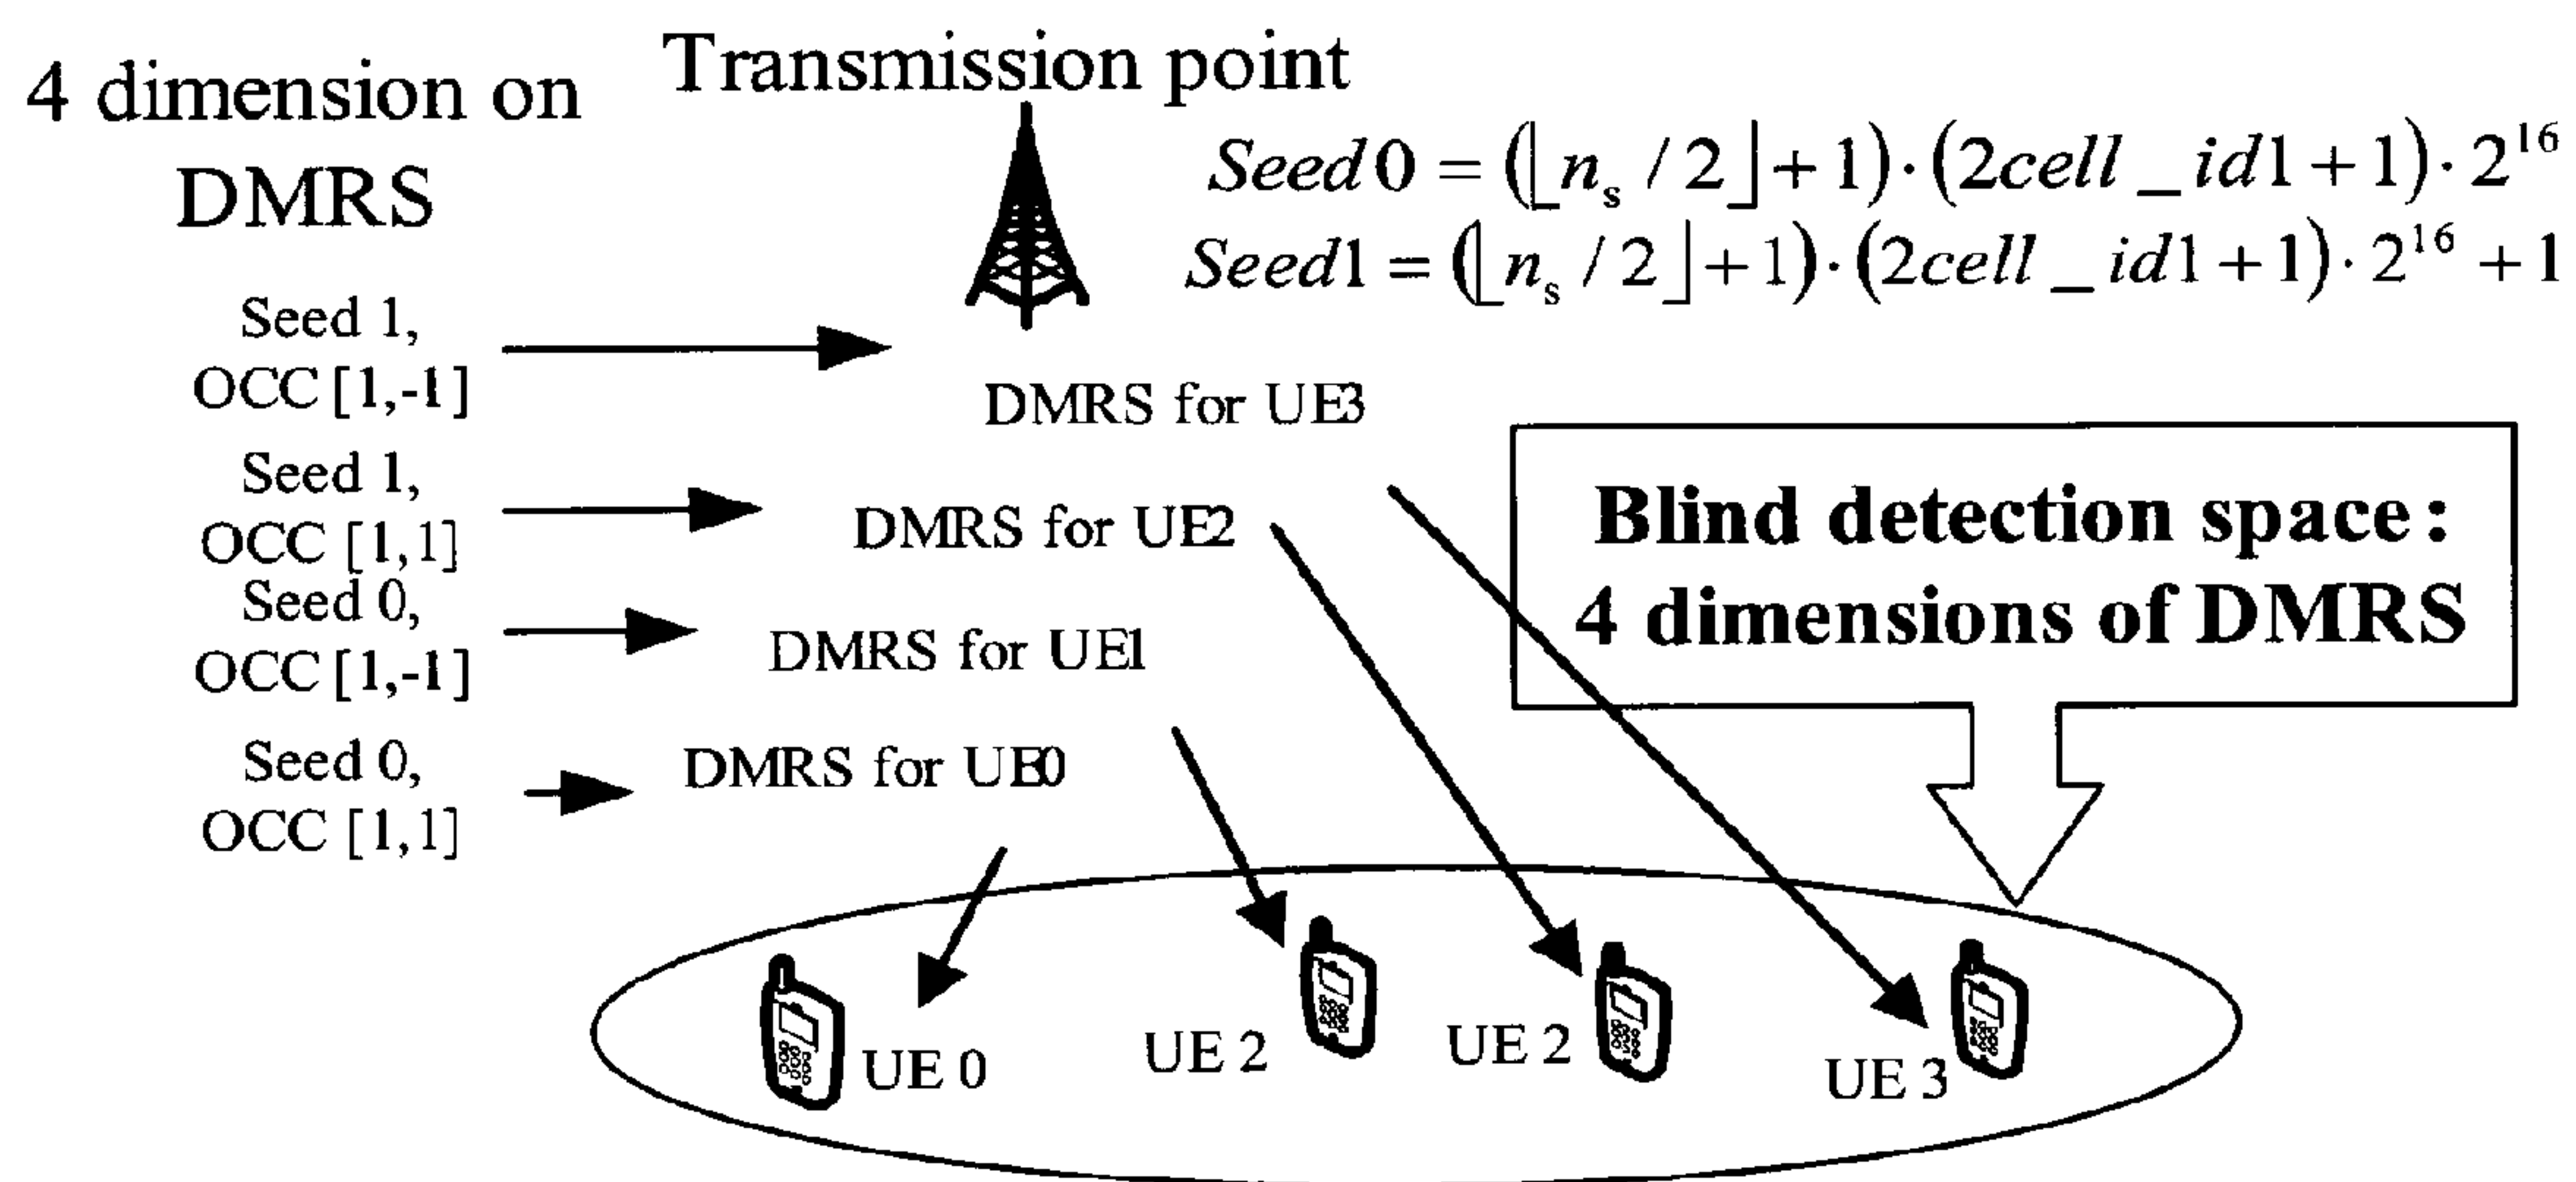 4 dimension on
DMRS
Transmission point
Seed 0 = (⌊n_s / 2⌋ + 1) · (2cell_id1 + 1) · 2^16
Seed1 = (⌊n_s / 2⌋ + 1) · (2cell_id1 + 1) · 2^16 + 1
Seed 1,
OCC [1,-1]
DMRS for UE3
Seed 1,
OCC [1,1]
DMRS for UE2
Seed 0,
OCC [1,-1]
DMRS for UE1
Seed 0,
OCC [1,1]
DMRS for UE0
Blind detection space:
4 dimensions of DMRS
UE 0
UE 2
UE 2
UE 3